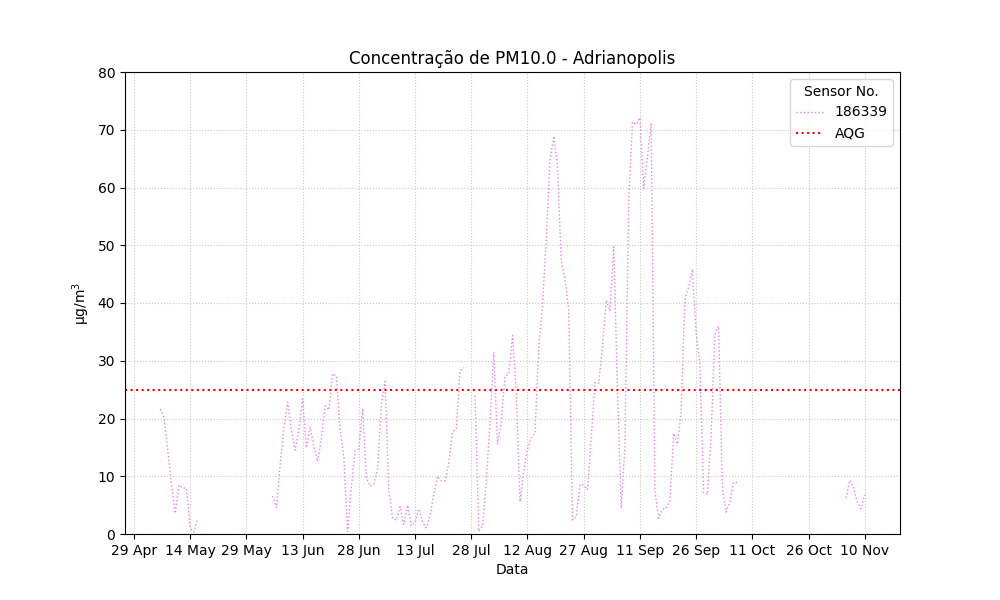 Concentração de PM10.0 - Adrianopolis
Sensor No.
186339
AQG
80
70
60
50
40
30
20
10
0
µg/m³
29 Apr 14 May 29 May 13 Jun 28 Jun 13 Jul 28 Jul 12 Aug 27 Aug 11 Sep 26 Sep 11 Oct 26 Oct 10 Nov
Data